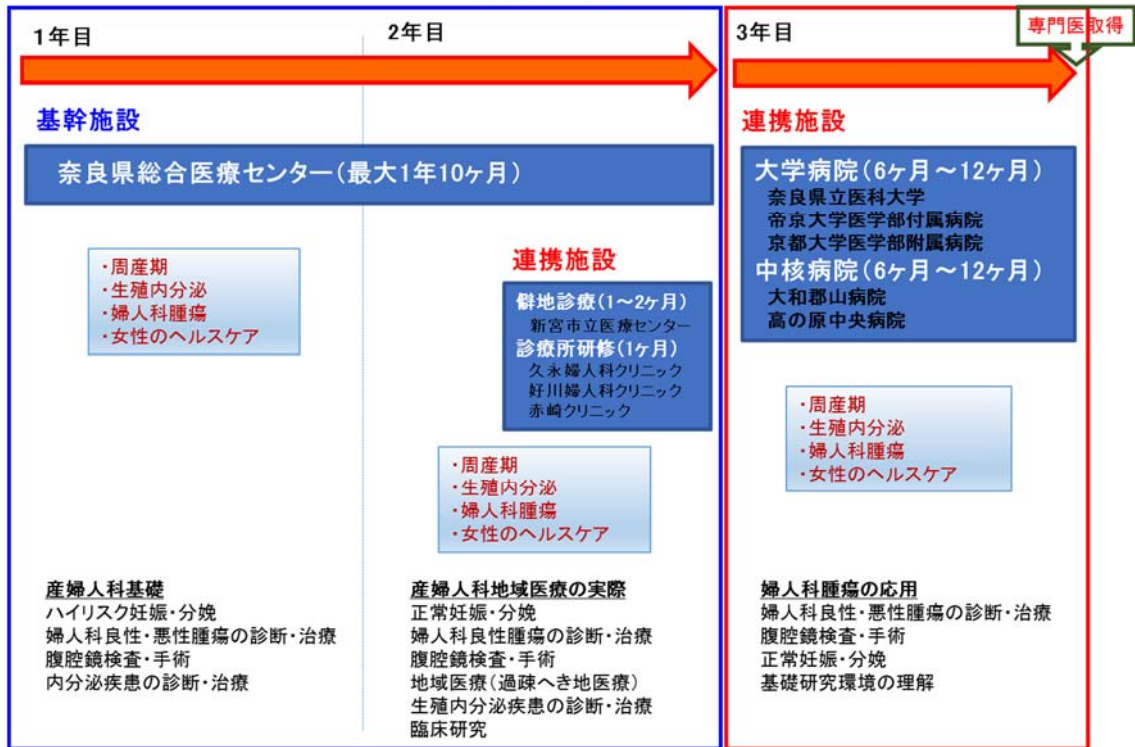 1年目
2年目
基幹施設
奈良県総合医療センター(最大1年10ヶ月)
・周産期
・生殖内分泌
・婦人科腫瘍
・女性のヘルスケア
連携施設
僻地診療(1～2ヶ月)
新宮市立医療センター
診療所研修(1ヶ月)
久永婦人科クリニック
好川婦人科クリニック
赤崎クリニック
・周産期
・生殖内分泌
・婦人科腫瘍
・女性のヘルスケア
産婦人科基礎
ハイリスク妊娠・分娩
婦人科良性・悪性腫瘍の診断・治療
腹腔鏡検査・手術
内分泌疾患の診断・治療
産婦人科地域医療の実際
正常妊娠・分娩
婦人科良性腫瘍の診断・治療
腹腔鏡検査・手術
地域医療(過疎へき地医療)
生殖内分泌疾患の診断・治療
臨床研究
3年目
専門医取得
連携施設
大学病院(6ヶ月～12ヶ月)
奈良県立医科大学
帝京大学医学部付属病院
京都大学医学部附属病院
中核病院(6ヶ月～12ヶ月)
大和郡山病院
高の原中央病院
・周産期
・生殖内分泌
・婦人科腫瘍
・女性のヘルスケア
婦人科腫瘍の応用
婦人科良性・悪性腫瘍の診断・治療
腹腔鏡検査・手術
正常妊娠・分娩
基礎研究環境の理解